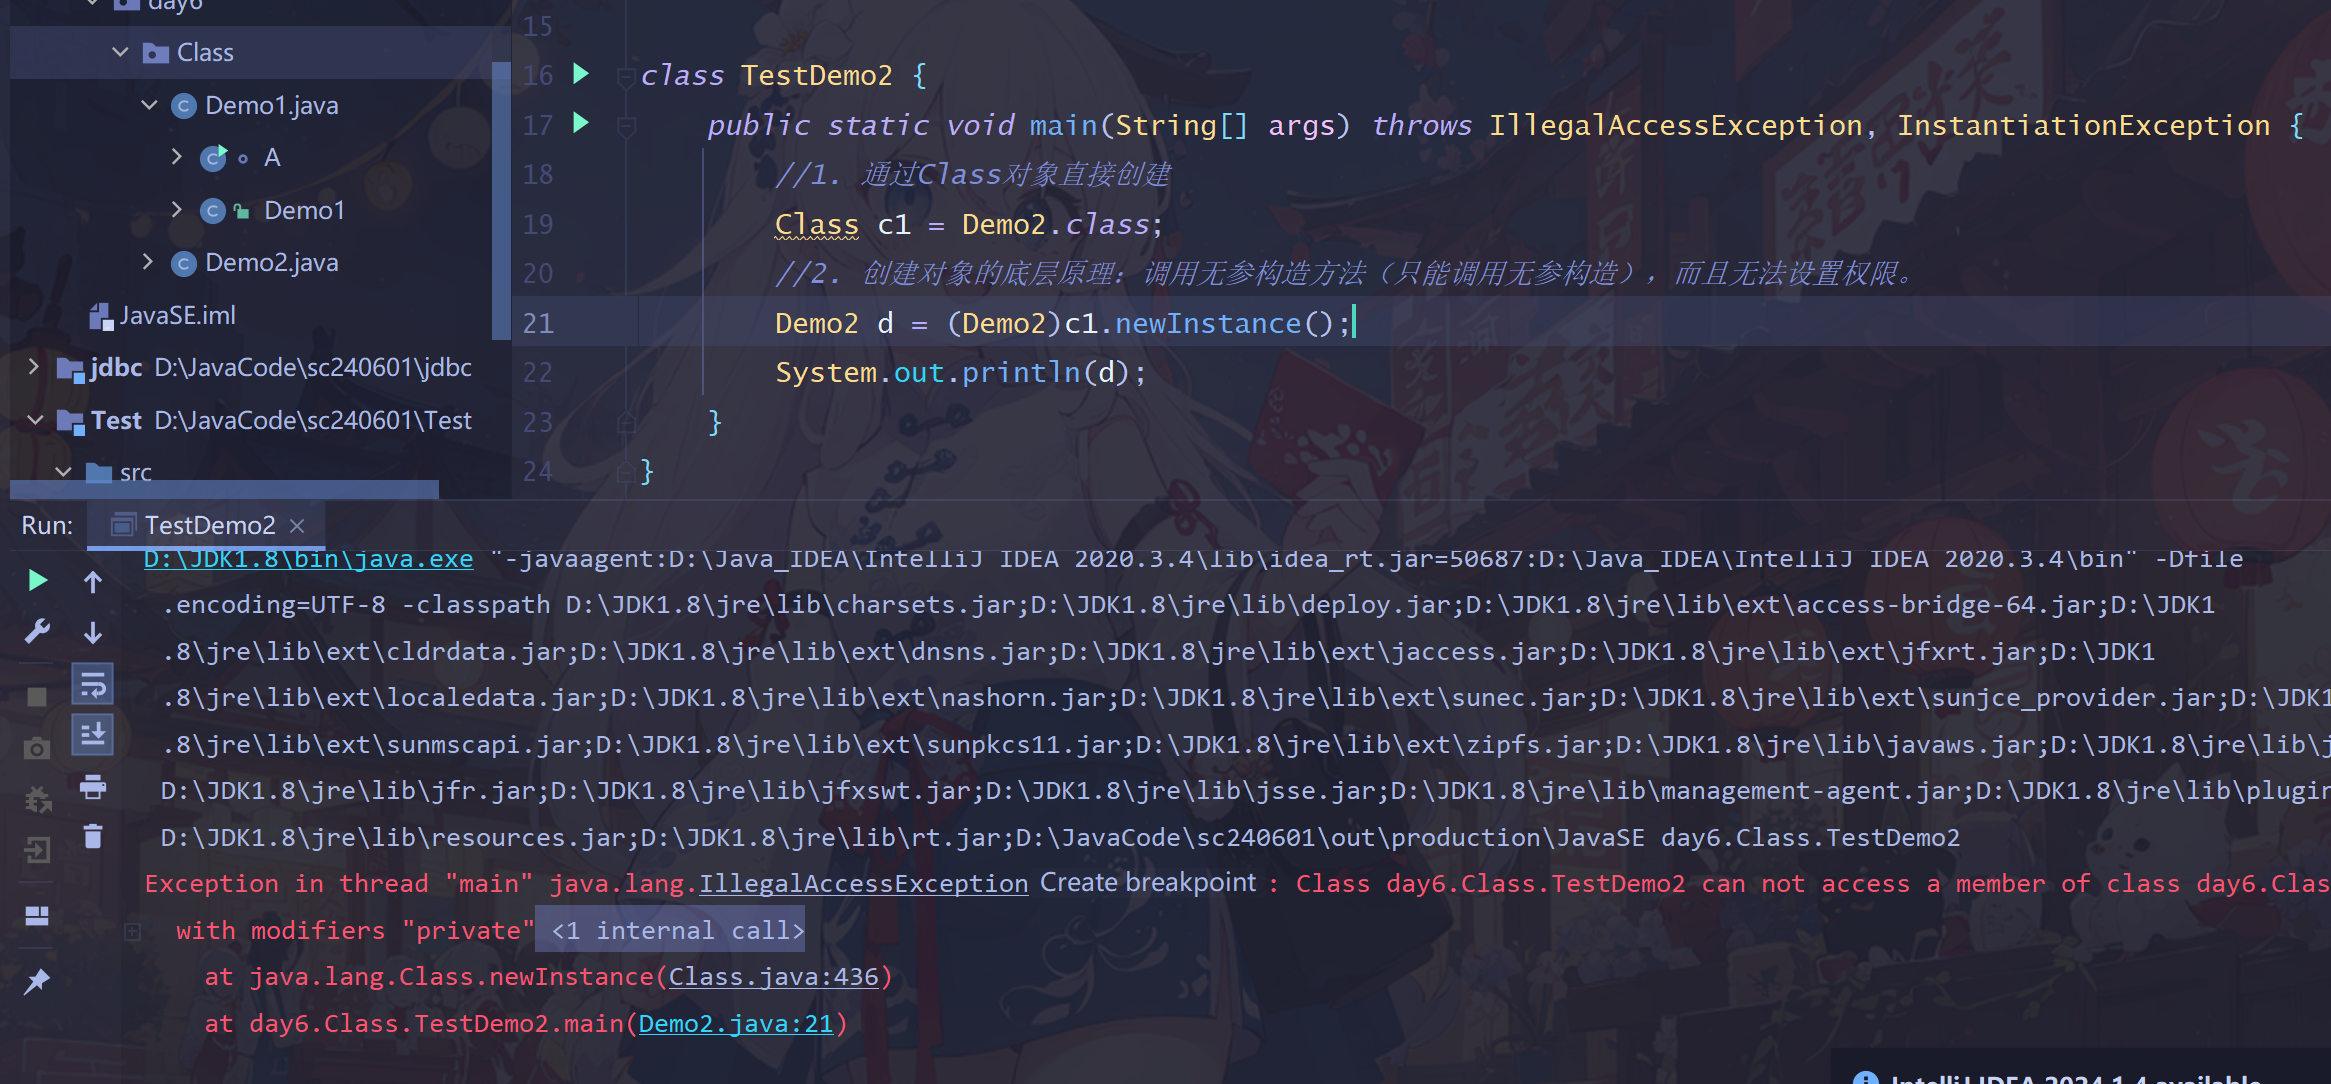 day6
Class
Demo1.java
A
Demo1
Demo2.java
JavaSE.iml
jdbc D:\JavaCode\sc240601\jdbc
Test D:\JavaCode\sc240601\Test
src
15
16 class TestDemo2 {
17 public static void main(String[] args) throws IllegalAccessException, InstantiationException {
18 //1. 通过Class对象直接创建
19 Class c1 = Demo2.class;
20 //2. 创建对象的底层原理: 调用无参构造方法（只能调用无参构造）, 而且无法设置权限。
21 Demo2 d = (Demo2)c1.newInstance();
22 System.out.println(d);
23 }
24 }
Run: TestDemo2
D:\JDK1.8\bin\java.exe "-javaagent:D:\Java_IDEA\IntelliJ IDEA 2020.3.4\lib\idea_rt.jar=50687:D:\Java_IDEA\IntelliJ IDEA 2020.3.4\bin" -Dfile
.encoding=UTF-8 -classpath D:\JDK1.8\jre\lib\charsets.jar;D:\JDK1.8\jre\lib\deploy.jar;D:\JDK1.8\jre\lib\ext\access-bridge-64.jar;D:\JDK1
.8\jre\lib\ext\cldrdata.jar;D:\JDK1.8\jre\lib\ext\dnsns.jar;D:\JDK1.8\jre\lib\ext\jaccess.jar;D:\JDK1.8\jre\lib\ext\jfxrt.jar;D:\JDK1
.8\jre\lib\ext\localedata.jar;D:\JDK1.8\jre\lib\ext\nashorn.jar;D:\JDK1.8\jre\lib\ext\sunec.jar;D:\JDK1.8\jre\lib\ext\sunjce_provider.jar;D:\JDK1
.8\jre\lib\ext\sunmscapi.jar;D:\JDK1.8\jre\lib\ext\sunpkcs11.jar;D:\JDK1.8\jre\lib\ext\zipfs.jar;D:\JDK1.8\jre\lib\javaws.jar;D:\JDK1.8\jre\lib\j
D:\JDK1.8\jre\lib\jfr.jar;D:\JDK1.8\jre\lib\jfxswt.jar;D:\JDK1.8\jre\lib\jsse.jar;D:\JDK1.8\jre\lib\management-agent.jar;D:\JDK1.8\jre\lib\plugin
D:\JDK1.8\jre\lib\resources.jar;D:\JDK1.8\jre\lib\rt.jar;D:\JavaCode\sc240601\out\production\JavaSE day6.Class.TestDemo2
Exception in thread "main" java.lang.IllegalAccessException Create breakpoint : Class day6.Class.TestDemo2 can not access a member of class day6.Clas
with modifiers "private" <1 internal call>
at java.lang.Class.newInstance(Class.java:436)
at day6.Class.TestDemo2.main(Demo2.java:21)
IntelliJ IDEA 2024.1.4 available